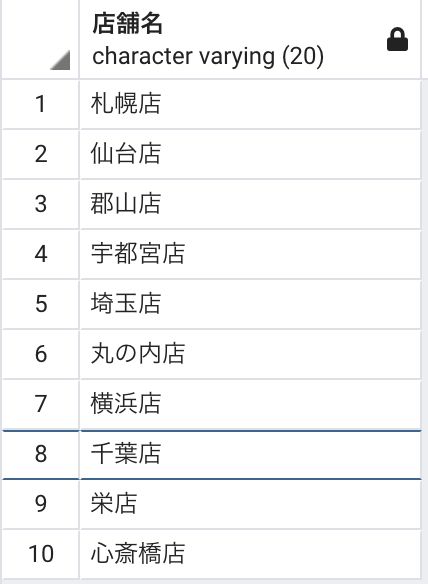 店舗名
character varying (20)
1 札幌店
2 仙台店
3 郡山店
4 宇都宮店
5 埼玉店
6 丸の内店
7 横浜店
8 千葉店
9 栄店
10 心斎橋店